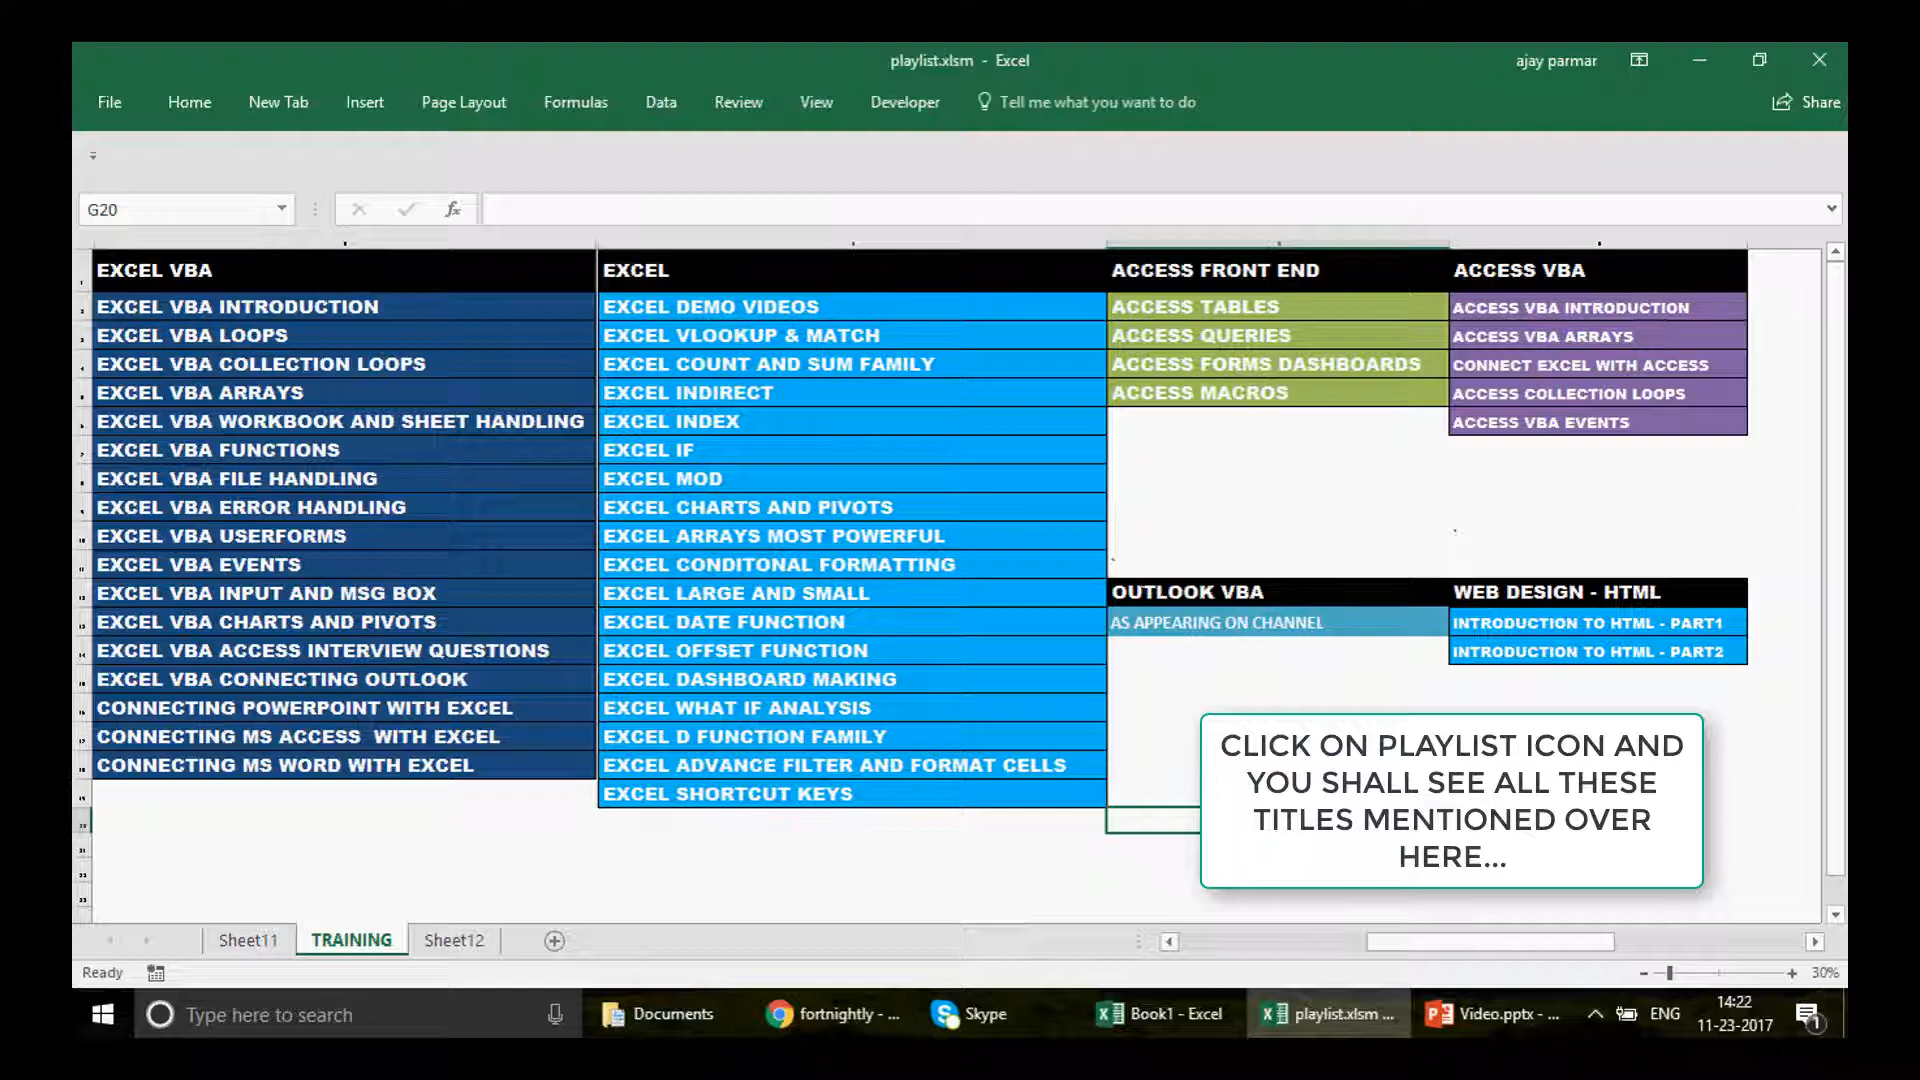 playlist.xlsm - Excel
ajay parmar
File Home New Tab Insert Page Layout Formulas Data Review View Developer Tell me what you want to do Share
G20
fx
EXCEL VBA
EXCEL VBA INTRODUCTION
EXCEL VBA LOOPS
EXCEL VBA COLLECTION LOOPS
EXCEL VBA ARRAYS
EXCEL VBA WORKBOOK AND SHEET HANDLING
EXCEL VBA FUNCTIONS
EXCEL VBA FILE HANDLING
EXCEL VBA ERROR HANDLING
EXCEL VBA USERFORMS
EXCEL VBA EVENTS
EXCEL VBA INPUT AND MSG BOX
EXCEL VBA CHARTS AND PIVOTS
EXCEL VBA ACCESS INTERVIEW QUESTIONS
EXCEL VBA CONNECTING OUTLOOK
CONNECTING POWERPOINT WITH EXCEL
CONNECTING MS ACCESS  WITH EXCEL
CONNECTING MS WORD WITH EXCEL
EXCEL
EXCEL DEMO VIDEOS
EXCEL VLOOKUP & MATCH
EXCEL COUNT AND SUM FAMILY
EXCEL INDIRECT
EXCEL INDEX
EXCEL IF
EXCEL MOD
EXCEL CHARTS AND PIVOTS
EXCEL ARRAYS MOST POWERFUL
EXCEL CONDITONAL FORMATTING
EXCEL LARGE AND SMALL
EXCEL DATE FUNCTION
EXCEL OFFSET FUNCTION
EXCEL DASHBOARD MAKING
EXCEL WHAT IF ANALYSIS
EXCEL D FUNCTION FAMILY
EXCEL ADVANCE FILTER AND FORMAT CELLS
EXCEL SHORTCUT KEYS
ACCESS FRONT END
ACCESS TABLES
ACCESS QUERIES
ACCESS FORMS DASHBOARDS
ACCESS MACROS
ACCESS VBA
ACCESS VBA INTRODUCTION
ACCESS VBA ARRAYS
CONNECT EXCEL WITH ACCESS
ACCESS COLLECTION LOOPS
ACCESS VBA EVENTS
OUTLOOK VBA
AS APPEARING ON CHANNEL
WEB DESIGN - HTML
INTRODUCTION TO HTML - PART1
INTRODUCTION TO HTML - PART2
CLICK ON PLAYLIST ICON AND
YOU SHALL SEE ALL THESE
TITLES MENTIONED OVER
HERE...
Sheet11 TRAINING Sheet12
Ready
30%
Type here to search
Documents
fortnightly - ...
Skype
Book1 - Excel
playlist.xlsm ...
Video.pptx - ...
ENG
14:22
11-23-2017
1